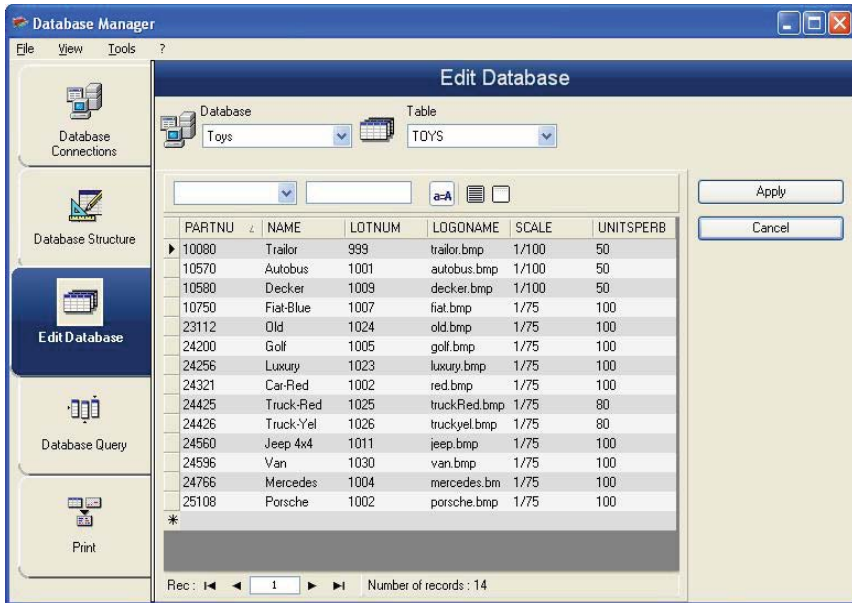 Database Manager
File View Tools ?
Edit Database
Database Connections
Database Structure
Edit Database
Database Query
Print
Database Table
Toys TOYS
a=A
Apply
Cancel
PARTNU NAME LOTNUM LOGONAME SCALE UNITSPERB
10080 Trailor 999 trailor.bmp 1/100 50
10570 Autobus 1001 autobus.bmp 1/100 50
10580 Decker 1009 decker.bmp 1/100 50
10750 Fiat-Blue 1007 fiat.bmp 1/75 100
23112 Old 1024 old.bmp 1/75 100
24200 Golf 1005 golf.bmp 1/75 100
24256 Luxury 1023 luxury.bmp 1/75 100
24321 Car-Red 1002 red.bmp 1/75 100
24425 Truck-Red 1025 truckRed.bmp 1/75 80
24426 Truck-Yel 1026 truckyel.bmp 1/75 80
24560 Jeep 4x4 1011 jeep.bmp 1/75 100
24596 Van 1030 van.bmp 1/75 100
24766 Mercedes 1004 mercedes.bm 1/75 100
25108 Porsche 1002 porsche.bmp 1/75 100
Rec : 1 Number of records : 14